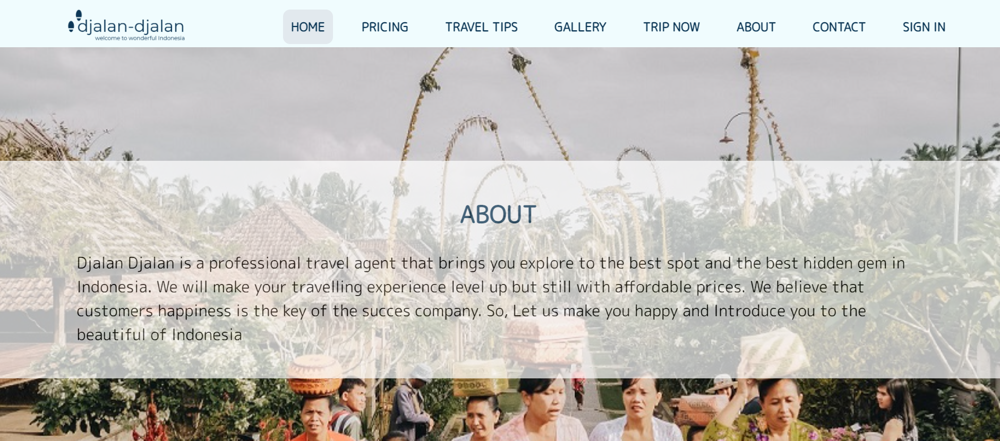 djalan-djalan
welcome to wonderful Indonesia
HOME PRICING TRAVEL TIPS GALLERY TRIP NOW ABOUT CONTACT SIGN IN
ABOUT
Djalan Djalan is a professional travel agent that brings you explore to the best spot and the best hidden gem in
Indonesia. We will make your travelling experience level up but still with affordable prices. We believe that
customers happiness is the key of the succes company. So, Let us make you happy and Introduce you to the
beautiful of Indonesia